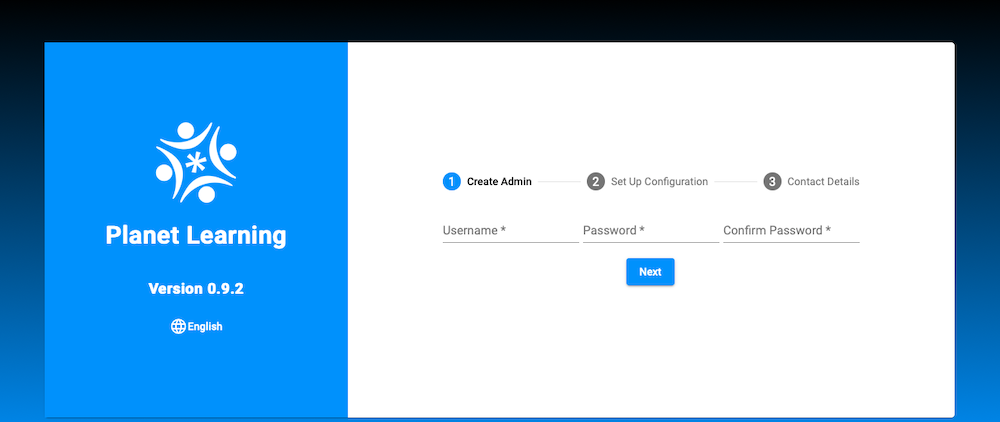 Planet Learning
Version 0.9.2
English
1 Create Admin 2 Set Up Configuration 3 Contact Details
Username * Password * Confirm Password *
Next